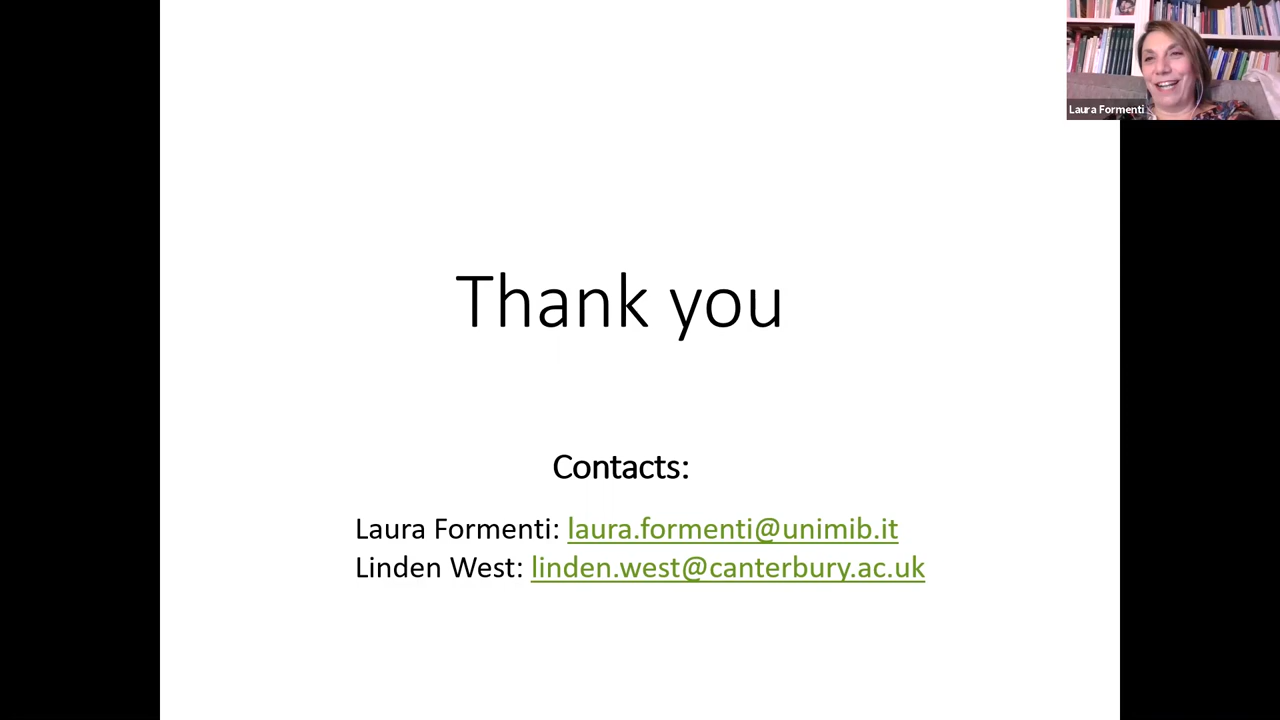 Laura Formenti
Thank you
Contacts:
Laura Formenti: laura.formenti@unimib.it
Linden West: linden.west@canterbury.ac.uk